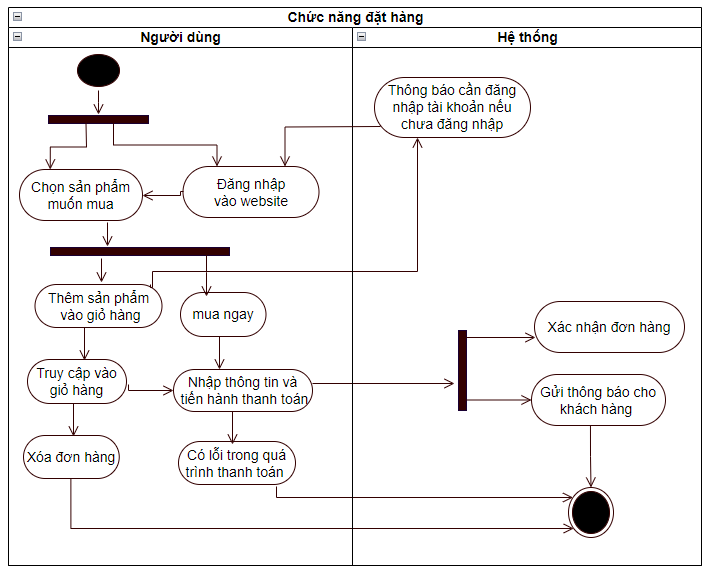 Chức năng đặt hàng
Người dùng
Hệ thống
Thông báo cần đăng
nhập tài khoản nếu
chưa đăng nhập
Chọn sản phẩm
muốn mua
Đăng nhập
vào website
Thêm sản phẩm
vào giỏ hàng
mua ngay
Xác nhận đơn hàng
Truy cập vào
giỏ hàng
Nhập thông tin và
tiến hành thanh toán
Gửi thông báo cho
khách hàng
Xóa đơn hàng
Có lỗi trong quá
trình thanh toán